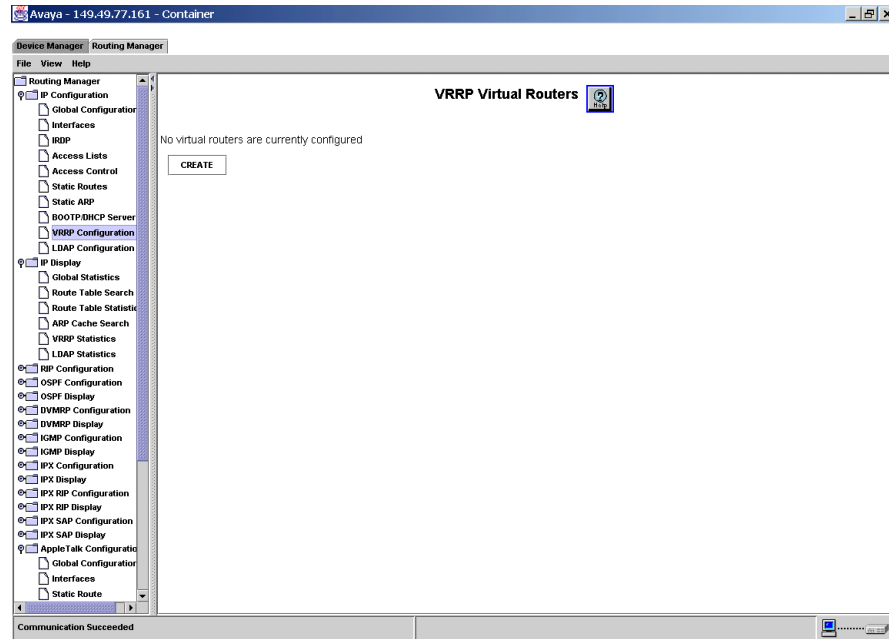 Avaya - 149.49.77.161 - Container
Device Manager Routing Manager
File View Help
Routing Manager
IP Configuration
Global Configuration
Interfaces
IRDP
Access Lists
Access Control
Static Routes
Static ARP
BOOTP/DHCP Server
VRRP Configuration
LDAP Configuration
IP Display
Global Statistics
Route Table Search
Route Table Statistic
ARP Cache Search
VRRP Statistics
LDAP Statistics
RIP Configuration
OSPF Configuration
OSPF Display
DVMRP Configuration
DVMRP Display
IGMP Configuration
IGMP Display
IPX Configuration
IPX Display
IPX RIP Configuration
IPX RIP Display
IPX SAP Configuration
IPX SAP Display
AppleTalk Configuratio
Global Configuration
Interfaces
Static Route
VRRP Virtual Routers
Help
No virtual routers are currently configured
CREATE
Communication Succeeded